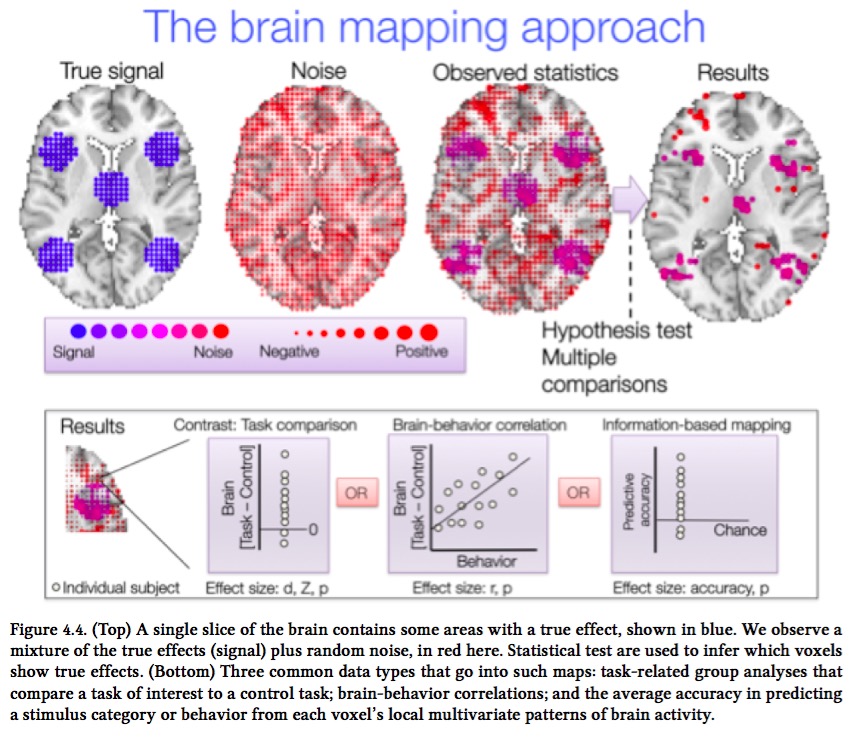 The brain mapping approach
True signal
Noise
Observed statistics
Results
Signal
Noise
Negative
Positive
Hypothesis test
Multiple
comparisons
Results
Contrast: Task comparison
Brain-behavior correlation
Information-based mapping
Brain
[Task – Control]
0
OR
Brain
[Task – Control]
Behavior
OR
Predictive
accuracy
Chance
Individual subject
Effect size: d, Z, p
Effect size: r, p
Effect size: accuracy, p
Figure 4.4. (Top) A single slice of the brain contains some areas with a true effect, shown in blue. We observe a
mixture of the true effects (signal) plus random noise, in red here. Statistical test are used to infer which voxels
show true effects. (Bottom) Three common data types that go into such maps: task-related group analyses that
compare a task of interest to a control task; brain-behavior correlations; and the average accuracy in predicting
a stimulus category or behavior from each voxel's local multivariate patterns of brain activity.